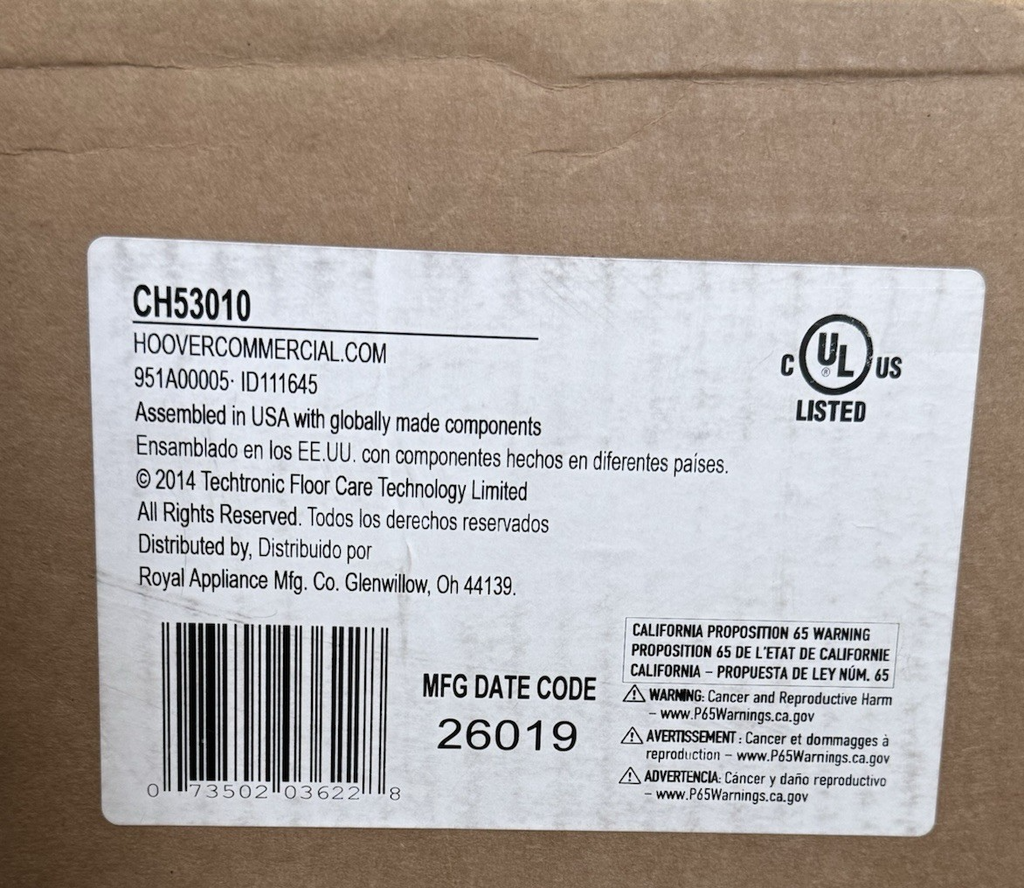 CH53010
HOOVERCOMMERCIAL.COM
951A00005· ID111645
Assembled in USA with globally made components
Ensamblado en los EE.UU. con componentes hechos en diferentes países.
© 2014 Techtronic Floor Care Technology Limited
All Rights Reserved. Todos los derechos reservados
Distributed by, Distribuido por
Royal Appliance Mfg. Co. Glenwillow, Oh 44139.
C UL ® US
LISTED
0 73502 03622 8
MFG DATE CODE
26019
CALIFORNIA PROPOSITION 65 WARNING
PROPOSITION 65 DE L'ETAT DE CALIFORNIE
CALIFORNIA – PROPUESTA DE LEY NÚM. 65
⚠ WARNING: Cancer and Reproductive Harm
– www.P65Warnings.ca.gov
⚠ AVERTISSEMENT : Cancer et dommagges à
reproduction – www.P65Warnings.ca.gov
⚠ ADVERTENCIA: Cáncer y daño reproductivo
– www.P65Warnings.ca.gov